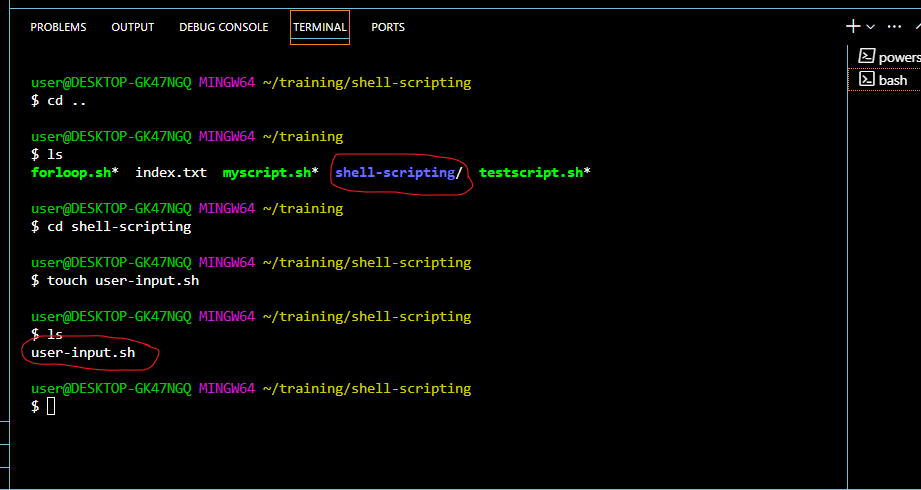 PROBLEMS OUTPUT DEBUG CONSOLE TERMINAL PORTS
powers
bash
user@DESKTOP-GK47NGQ MINGW64 ~/training/shell-scripting
$ cd ..
user@DESKTOP-GK47NGQ MINGW64 ~/training
$ ls
forloop.sh* index.txt myscript.sh* shell-scripting/ testscript.sh*
user@DESKTOP-GK47NGQ MINGW64 ~/training
$ cd shell-scripting
user@DESKTOP-GK47NGQ MINGW64 ~/training/shell-scripting
$ touch user-input.sh
user@DESKTOP-GK47NGQ MINGW64 ~/training/shell-scripting
$ ls
user-input.sh
user@DESKTOP-GK47NGQ MINGW64 ~/training/shell-scripting
$